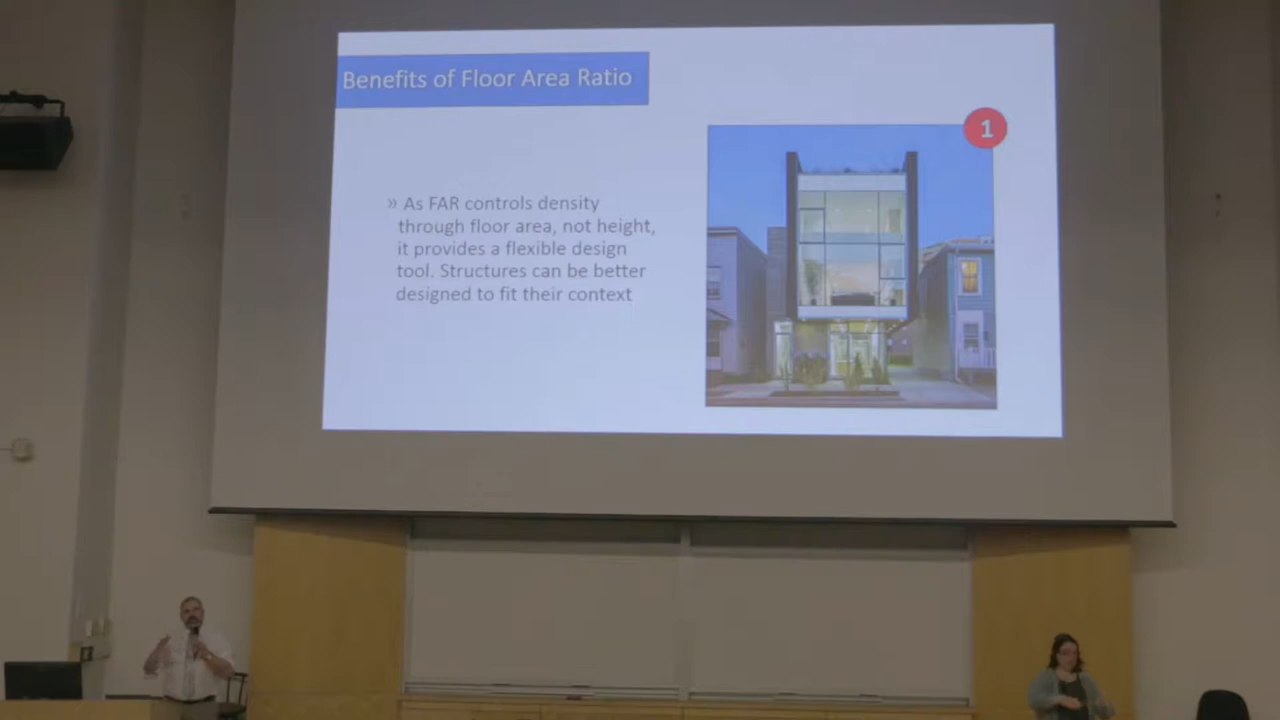 Benefits of Floor Area Ratio
1
» As FAR controls density
through floor area, not height,
it provides a flexible design
tool. Structures can be better
designed to fit their context